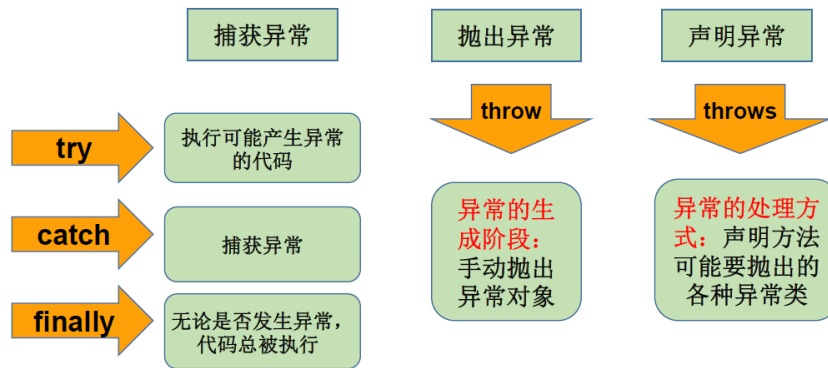 捕获异常
抛出异常
声明异常
try
执行可能产生异常
的代码
catch
捕获异常
finally
无论是否发生异常，
代码总被执行
throw
异常的生
成阶段：
手动抛出
异常对象
throws
异常的处理方
式：声明方法
可能要抛出的
各种异常类